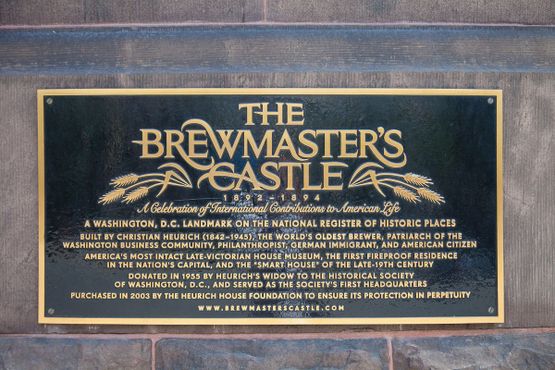 THE
BREWMASTER'S
CASTLE
1892–1894
A Celebration of International Contributions to American Life
A WASHINGTON, D.C. LANDMARK ON THE NATIONAL REGISTER OF HISTORIC PLACES
BUILT BY CHRISTIAN HEURICH (1842–1945), THE WORLD'S OLDEST BREWER, PATRIARCH OF THE
WASHINGTON BUSINESS COMMUNITY, PHILANTHROPIST, GERMAN IMMIGRANT, AND AMERICAN CITIZEN
AMERICA'S MOST INTACT LATE-VICTORIAN HOUSE MUSEUM, THE FIRST FIREPROOF RESIDENCE
IN THE NATION'S CAPITAL, AND THE "SMART HOUSE" OF THE LATE-19TH CENTURY
DONATED IN 1955 BY HEURICH'S WIDOW TO THE HISTORICAL SOCIETY
OF WASHINGTON, D.C., AND SERVED AS THE SOCIETY'S FIRST HEADQUARTERS
PURCHASED IN 2003 BY THE HEURICH HOUSE FOUNDATION TO ENSURE ITS PROTECTION IN PERPETUITY
WWW.BREWMASTERSCASTLE.COM